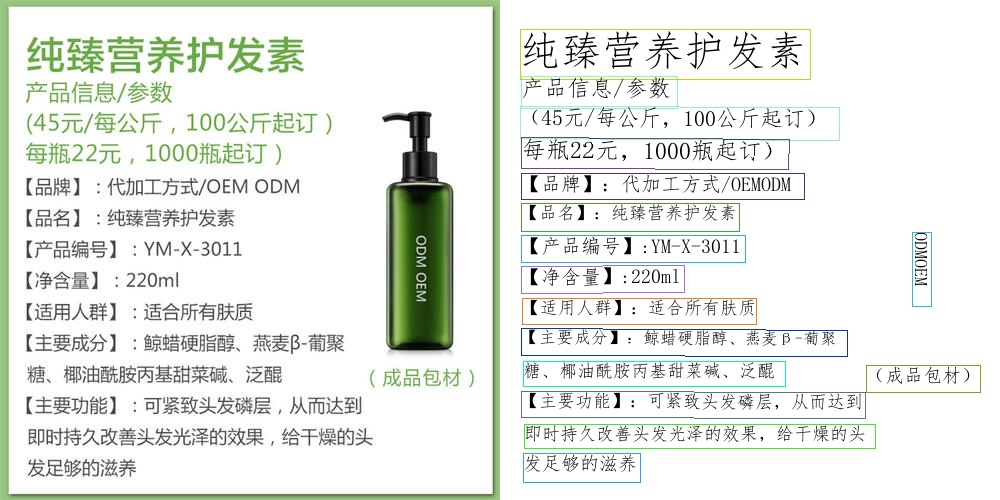 纯臻营养护发素
产品信息/参数
(45元/每公斤，100公斤起订）
每瓶22元，1000瓶起订）
【品牌】：代加工方式/OEM ODM
【品名】：纯臻营养护发素
【产品编号】：YM-X-3011
【净含量】：220ml
【适用人群】：适合所有肤质
【主要成分】：鲸蜡硬脂醇、燕麦β-葡聚
糖、椰油酰胺丙基甜菜碱、泛醌
【主要功能】：可紧致头发磷层，从而达到
即时持久改善头发光泽的效果，给干燥的头
发足够的滋养
ODM OEM
（成品包材）
纯臻营养护发素
产品信息/参数
（45元/每公斤，100公斤起订）
每瓶22元，1000瓶起订）
【品牌】：代加工方式/OEMODM
【品名】：纯臻营养护发素
【产品编号】:YM-X-3011
【净含量】:220ml
【适用人群】：适合所有肤质
【主要成分】：鲸蜡硬脂醇、燕麦β-葡聚
糖、椰油酰胺丙基甜菜碱、泛醌
【主要功能】：可紧致头发磷层，从而达到
即时持久改善头发光泽的效果，给干燥的头
发足够的滋养
ODMOEM
（成品包材）